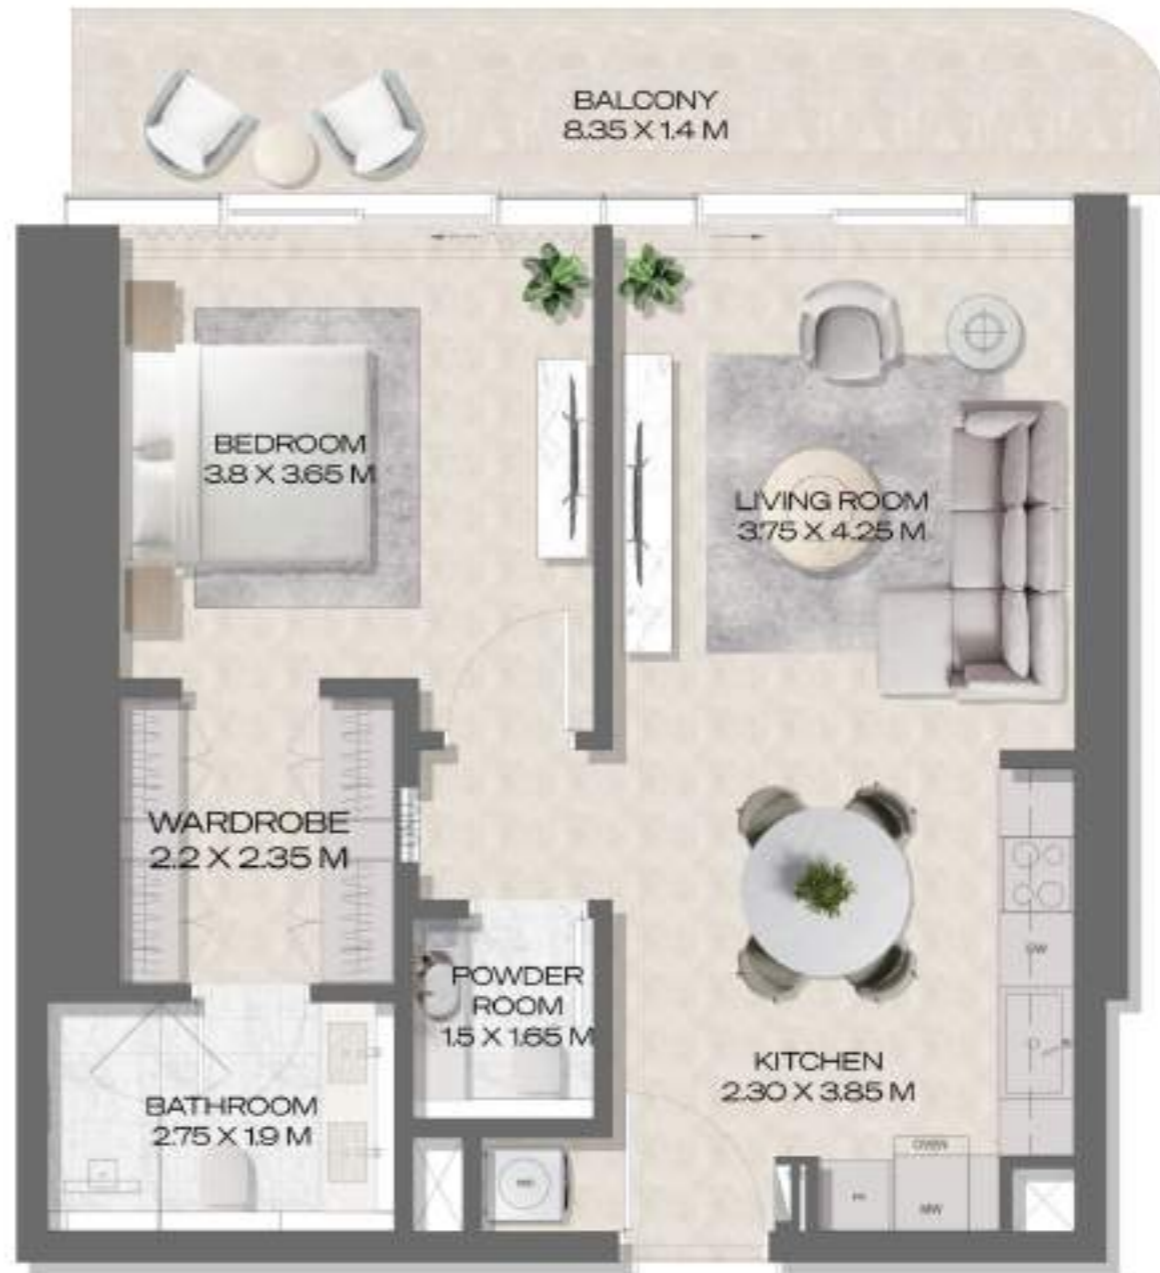 BALCONY
8.35 X 1.4 M
BEDROOM
3.8 X 3.65 M
LIVING ROOM
3.75 X 4.25 M
WARDROBE
2.2 X 2.35 M
DW
POWDER
ROOM
1.5 X 1.65 M
KITCHEN
2.30 X 3.85 M
BATHROOM
2.75 X 1.9 M
OVEN
MW